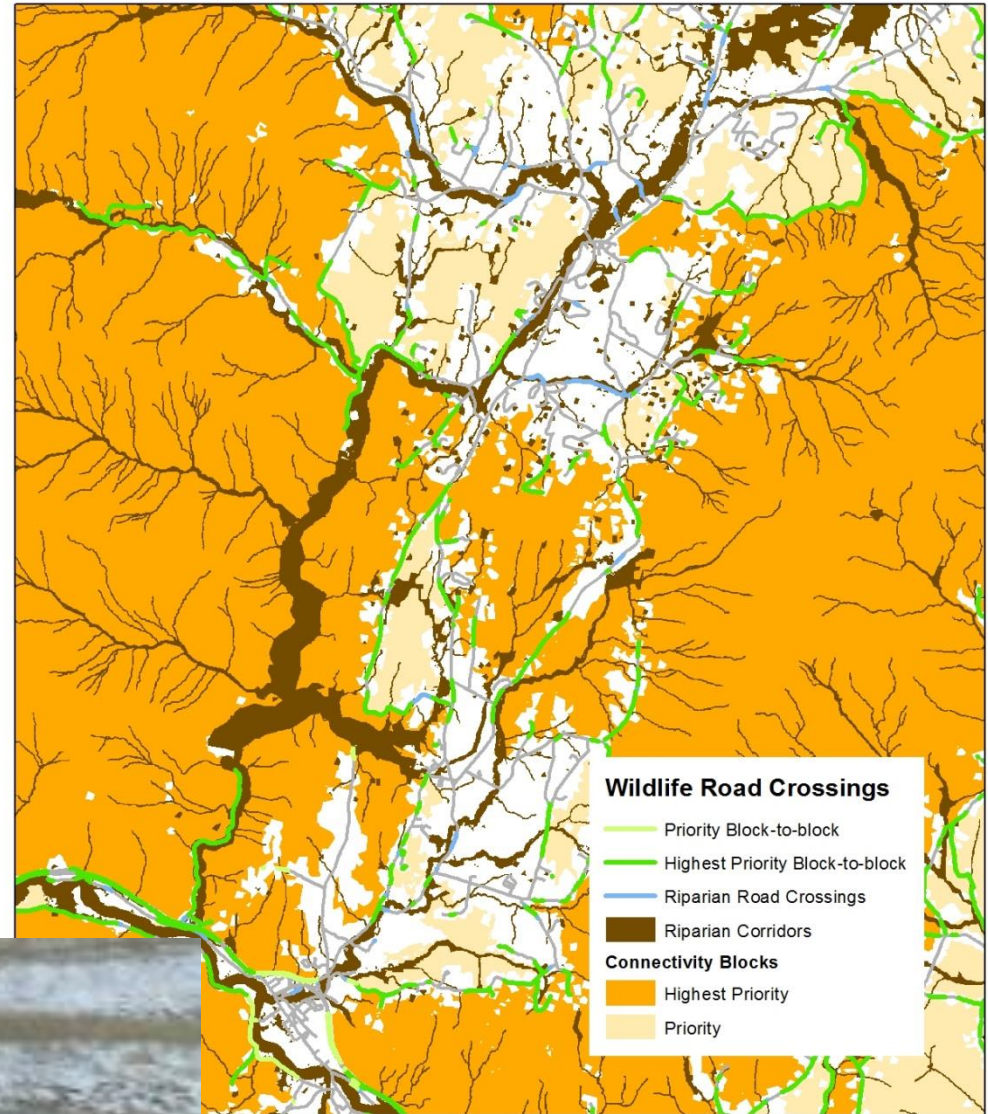 Wildlife Road Crossings
Priority Block-to-block
Highest Priority Block-to-block
Riparian Road Crossings
Riparian Corridors
Connectivity Blocks
Highest Priority
Priority